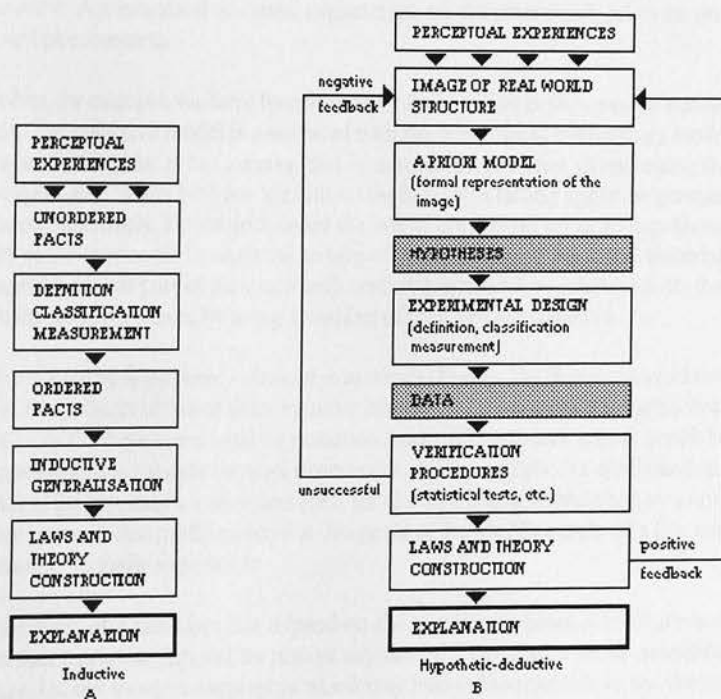 PERCEPTUAL
EXPERIENCES
UNORDERED
FACTS
DEFINITION
CLASSIFICATION
MEASUREMENT
ORDERED
FACTS
INDUCTIVE
GENERALISATION
LAWS AND
THEORY
CONSTRUCTION
EXPLANATION
Inductive
A
PERCEPTUAL EXPERIENCES
negative
feedback
IMAGE OF REAL WORLD
STRUCTURE
A PRIORI MODEL
(formal representation of the
image)
HYPOTHESES
EXPERIMENTAL DESIGN
(definition, classification
measurement)
DATA
VERIFICATION
PROCEDURES
(statistical tests, etc.)
unsuccessful
LAWS AND THEORY
CONSTRUCTION
positive
feedback
EXPLANATION
Hypothetic-deductive
B